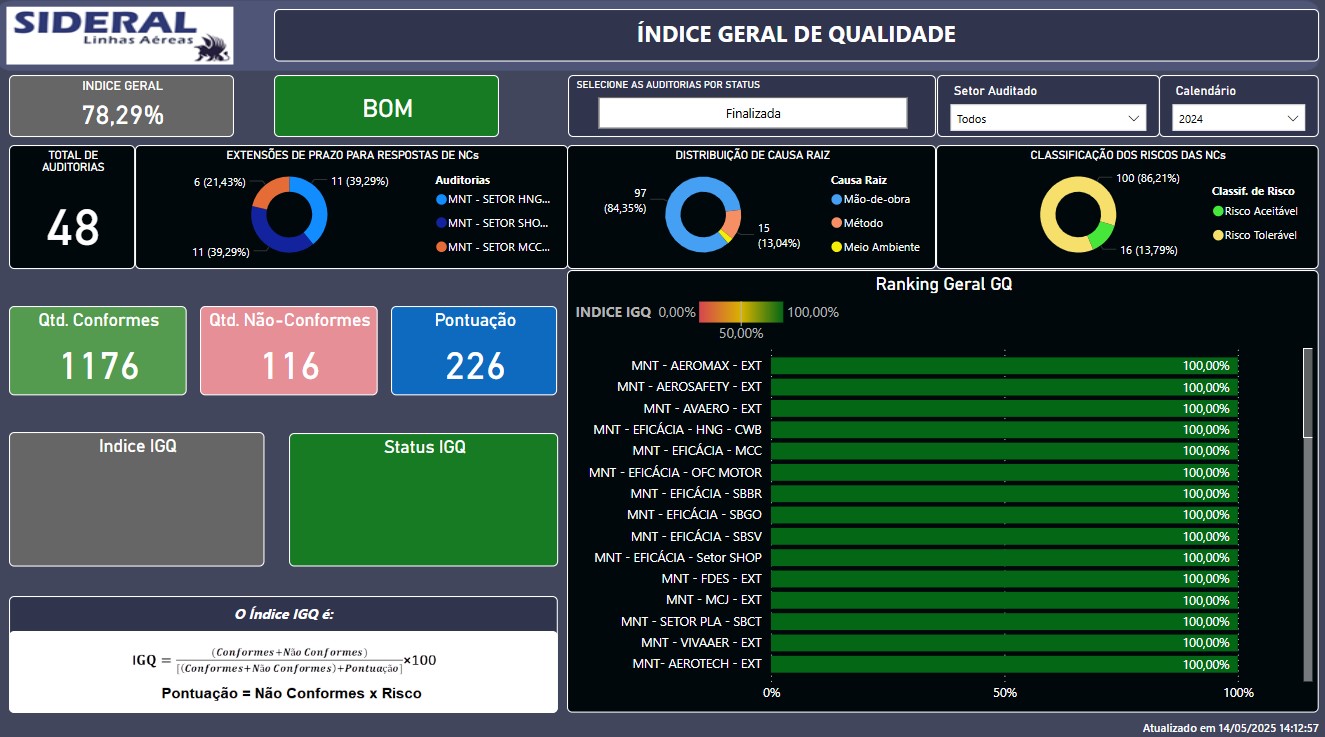 SIDERAL
Linhas Aéreas
ÍNDICE GERAL DE QUALIDADE
INDICE GERAL
78,29%
BOM
SELECIONE AS AUDITORIAS POR STATUS
Finalizada
Setor Auditado
Todos
Calendário
2024
TOTAL DE
AUDITORIAS
48
EXTENSÕES DE PRAZO PARA RESPOSTAS DE NCs
6 (21,43%)
11 (39,29%)
11 (39,29%)
Auditorias
MNT - SETOR HNG...
MNT - SETOR SHO...
MNT - SETOR MCC...
DISTRIBUIÇÃO DE CAUSA RAIZ
97
(84,35%)
15
(13,04%)
Causa Raiz
Mão-de-obra
Método
Meio Ambiente
CLASSIFICAÇÃO DOS RISCOS DAS NCs
100 (86,21%)
16 (13,79%)
Classif. de Risco
Risco Aceitável
Risco Tolerável
Qtd. Conformes
1176
Qtd. Não-Conformes
116
Pontuação
226
Indice IGQ
Status IGQ
O Índice IGQ é:
IGQ = (Conformes+Não Conformes) / [(Conformes+Não Conformes)+Pontuação] ×100
Pontuação = Não Conformes x Risco
Ranking Geral GQ
INDICE IGQ 0,00% 100,00%
50,00%
MNT - AEROMAX - EXT 100,00%
MNT - AEROSAFETY - EXT 100,00%
MNT - AVAERO - EXT 100,00%
MNT - EFICÁCIA - HNG - CWB 100,00%
MNT - EFICÁCIA - MCC 100,00%
MNT - EFICÁCIA - OFC MOTOR 100,00%
MNT - EFICÁCIA - SBBR 100,00%
MNT - EFICÁCIA - SBGO 100,00%
MNT - EFICÁCIA - SBSV 100,00%
MNT - EFICÁCIA - Setor SHOP 100,00%
MNT - FDES - EXT 100,00%
MNT - MCJ - EXT 100,00%
MNT - SETOR PLA - SBCT 100,00%
MNT - VIVAAER - EXT 100,00%
MNT- AEROTECH - EXT 100,00%
0% 50% 100%
Atualizado em 14/05/2025 14:12:57